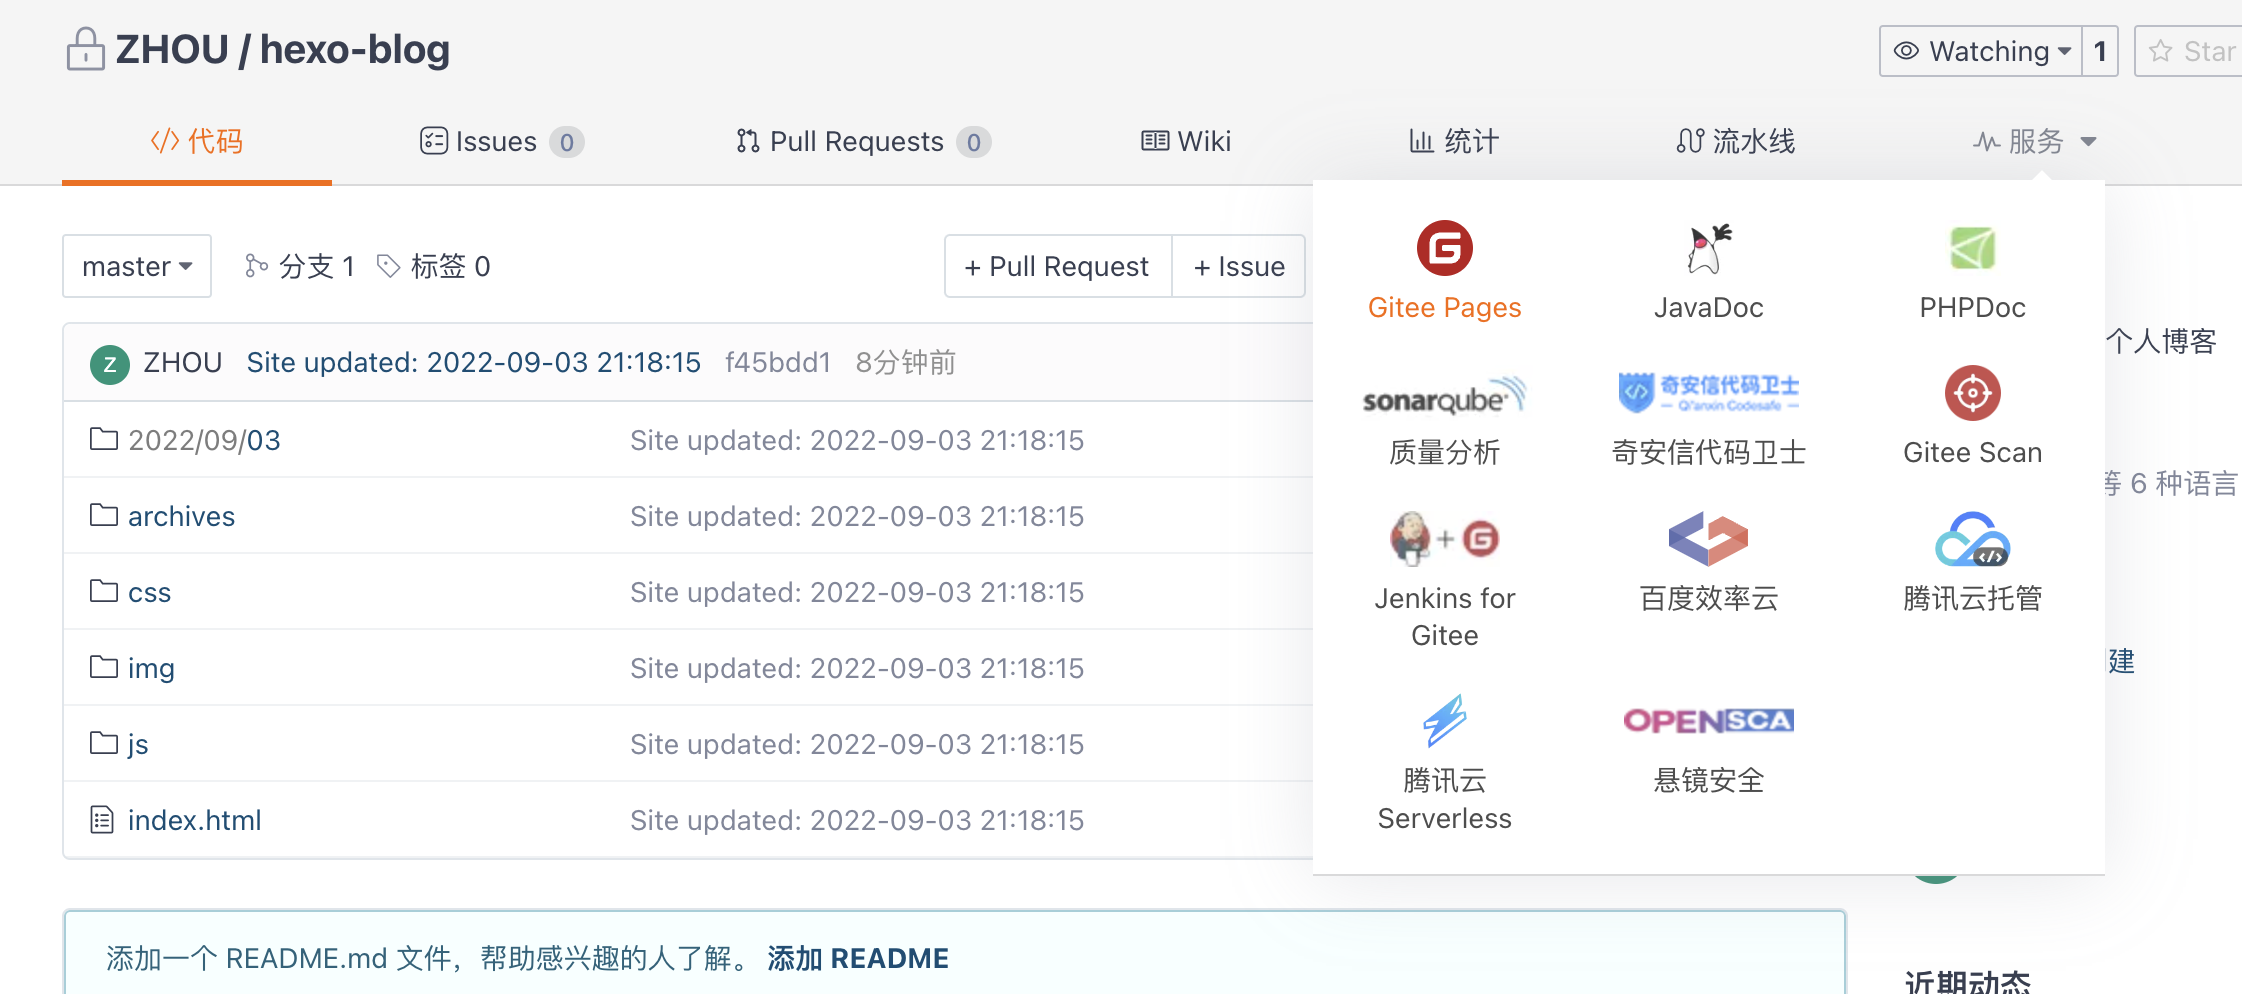 ZHOU / hexo-blog
Watching 1
Star
代码
Issues 0
Pull Requests 0
Wiki
统计
流水线
服务
master
分支 1
标签 0
+ Pull Request
+ Issue
Z ZHOU Site updated: 2022-09-03 21:18:15 f45bdd1 8分钟前
2022/09/03 Site updated: 2022-09-03 21:18:15
archives Site updated: 2022-09-03 21:18:15
css Site updated: 2022-09-03 21:18:15
img Site updated: 2022-09-03 21:18:15
js Site updated: 2022-09-03 21:18:15
index.html Site updated: 2022-09-03 21:18:15
Gitee Pages
JavaDoc
PHPDoc
sonarqube
质量分析
奇安信代码卫士
Qi'anxin Codesafe
奇安信代码卫士
Gitee Scan
Jenkins for
Gitee
百度效率云
腾讯云托管
腾讯云
Serverless
OPENSCA
悬镜安全
个人博客
等 6 种语言
建
添加一个 README.md 文件，帮助感兴趣的人了解。 添加 README
近期动态